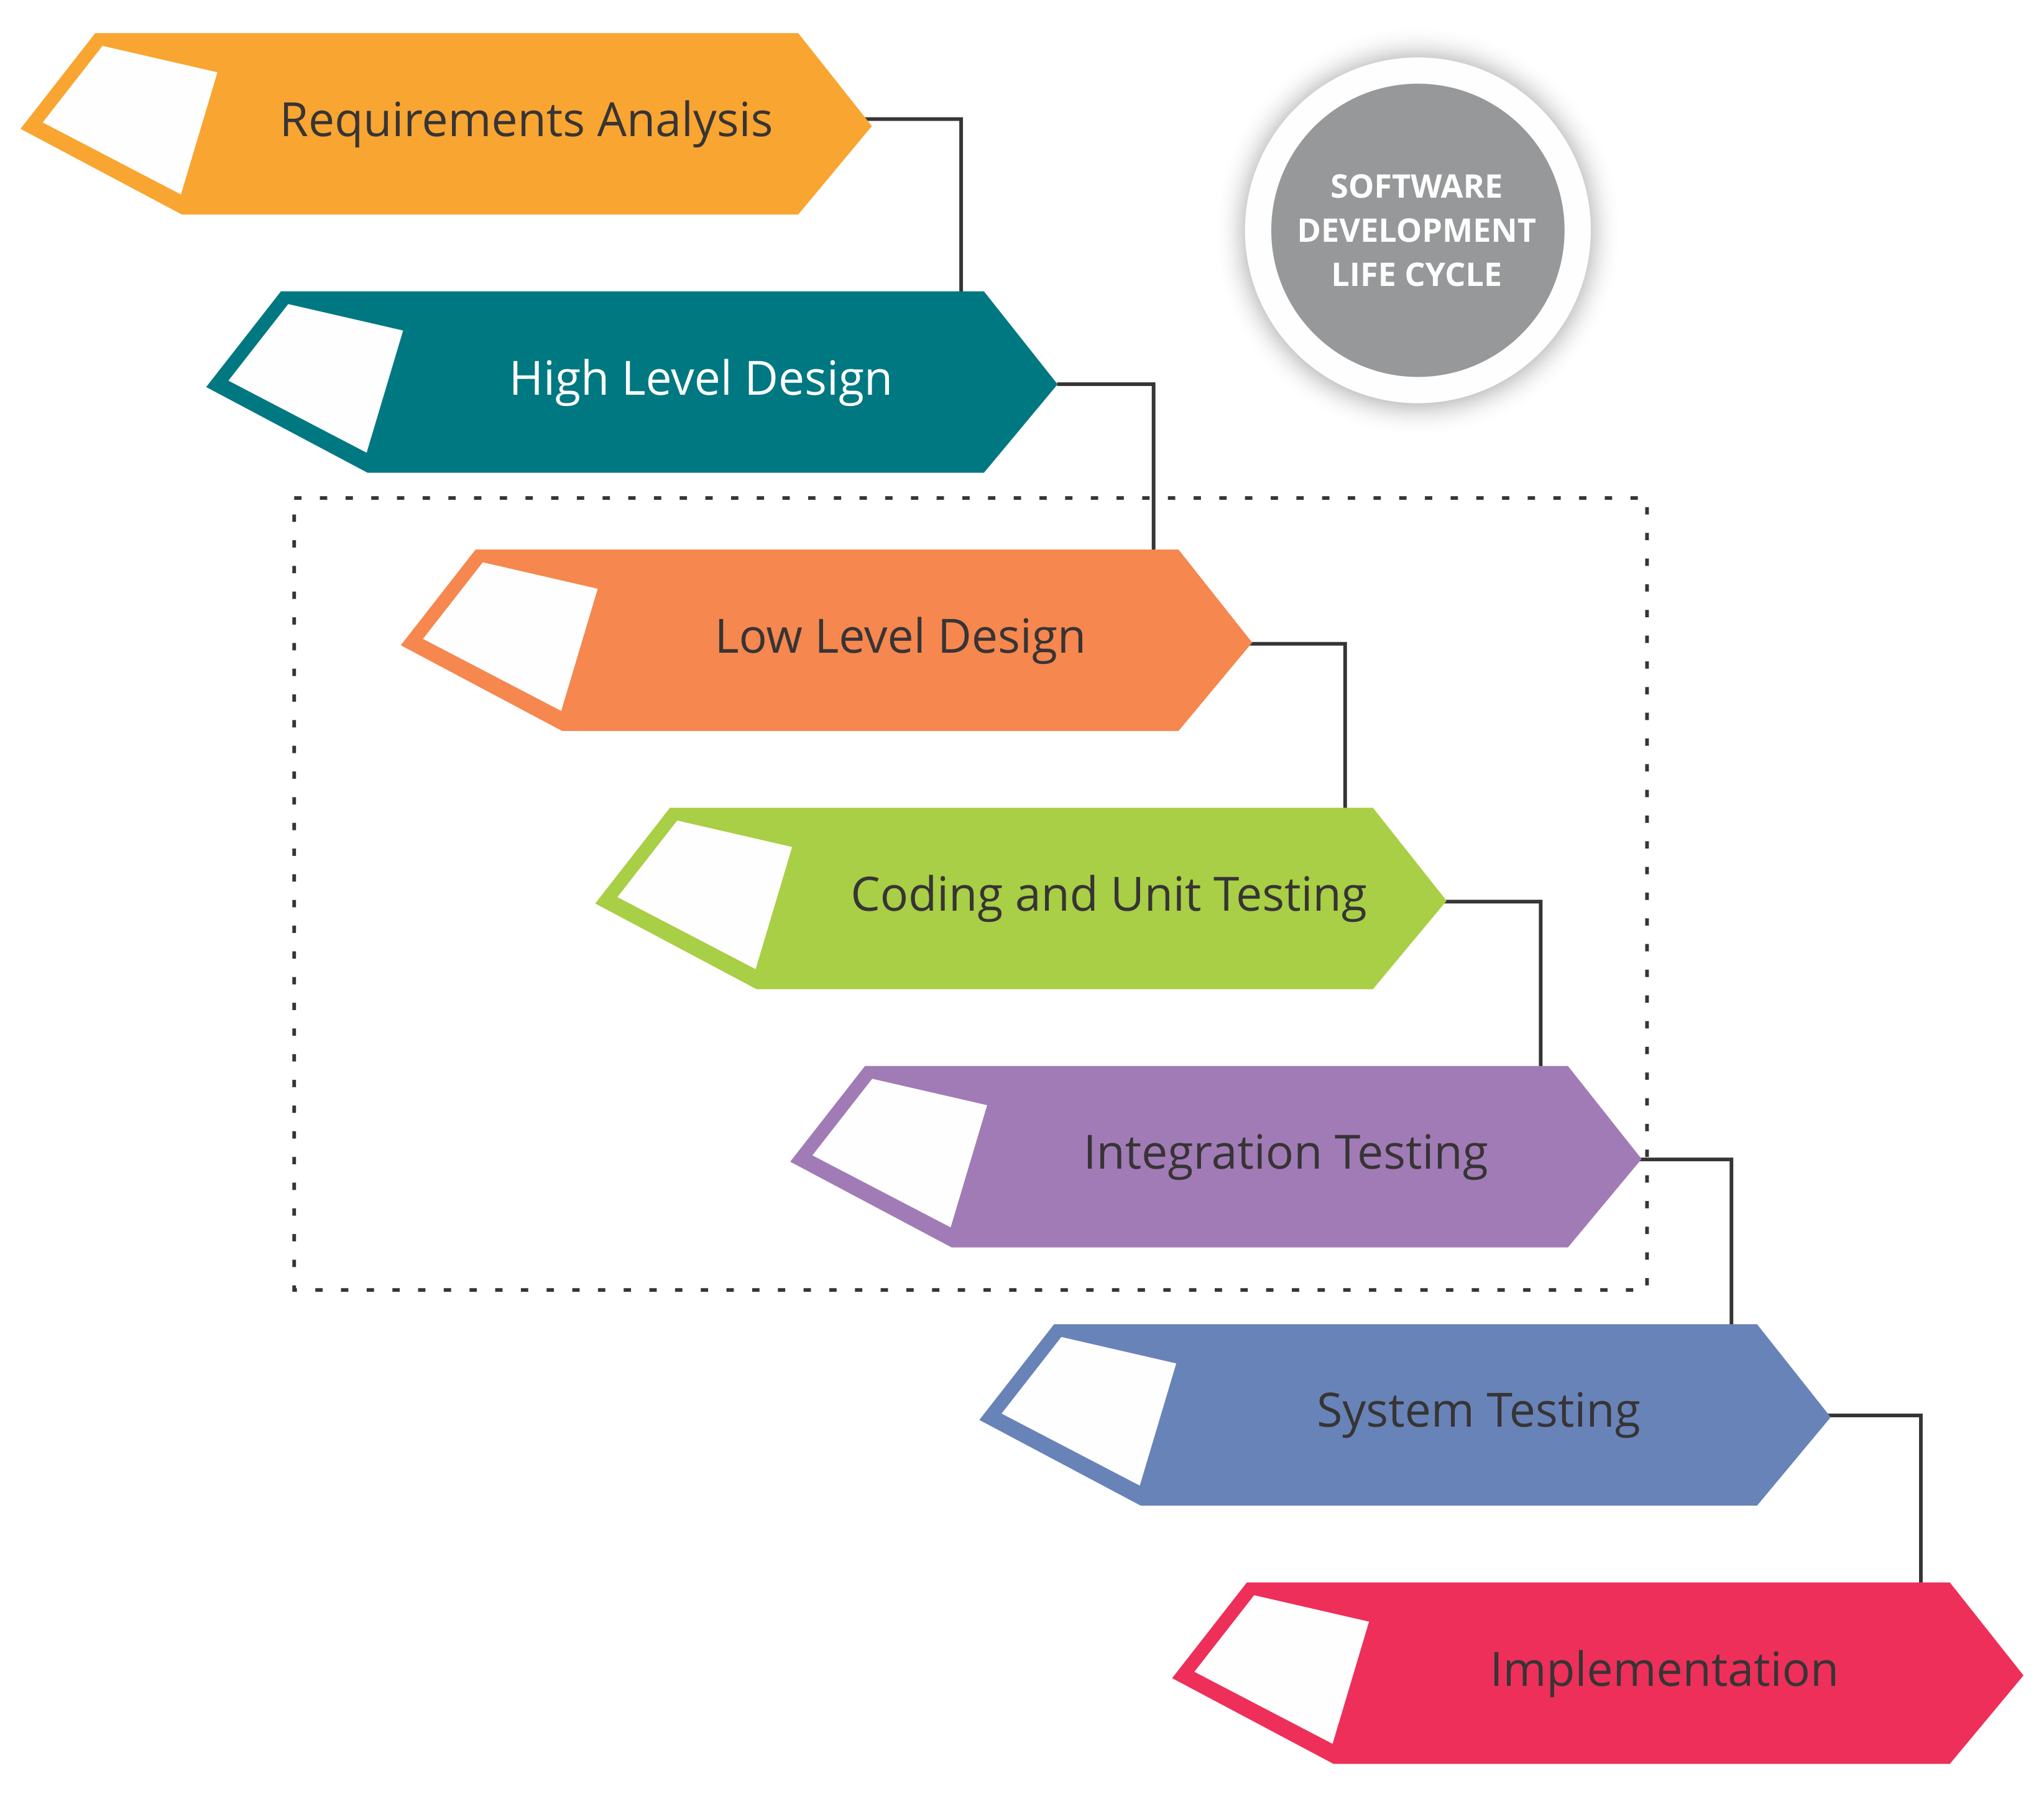 Requirements Analysis
SOFTWARE
DEVELOPMENT
LIFE CYCLE
High Level Design
Low Level Design
Coding and Unit Testing
Integration Testing
System Testing
Implementation